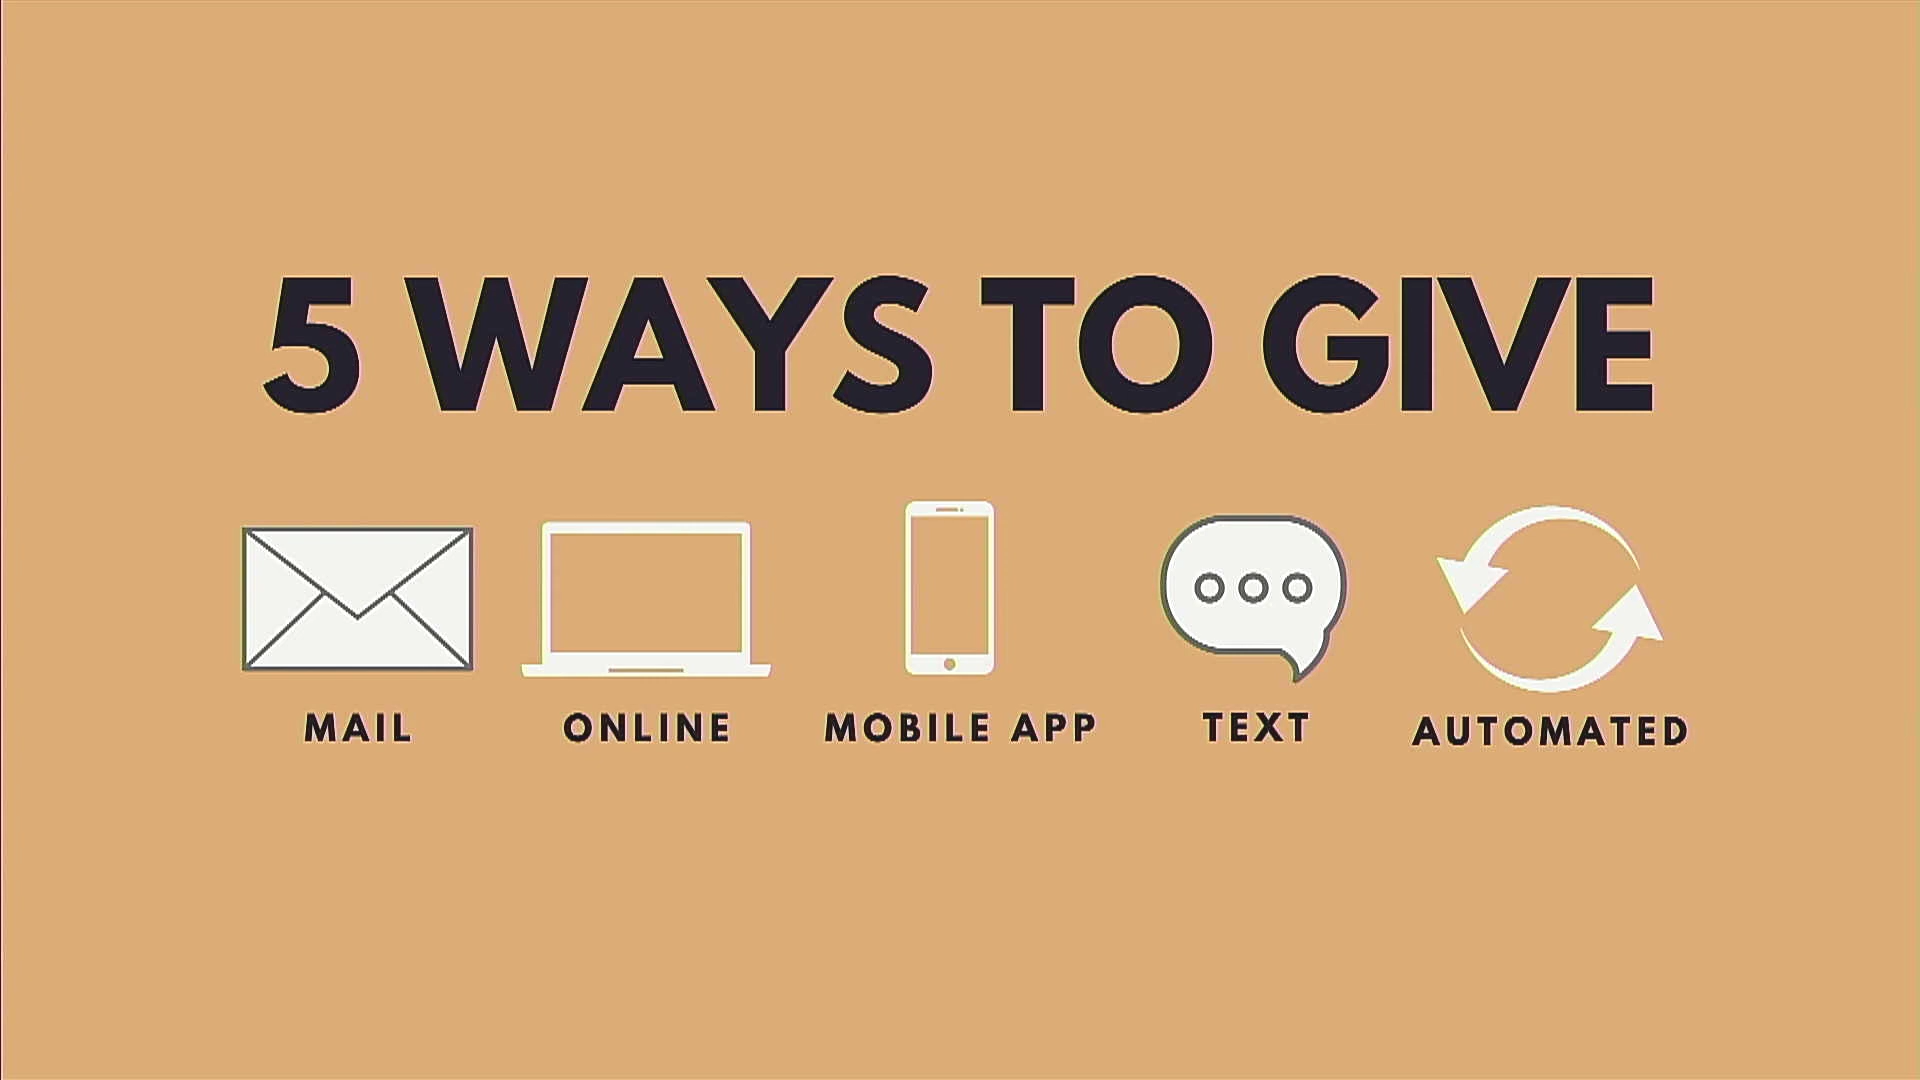 5 WAYS TO GIVE
MAIL
ONLINE
MOBILE APP
TEXT
AUTOMATED